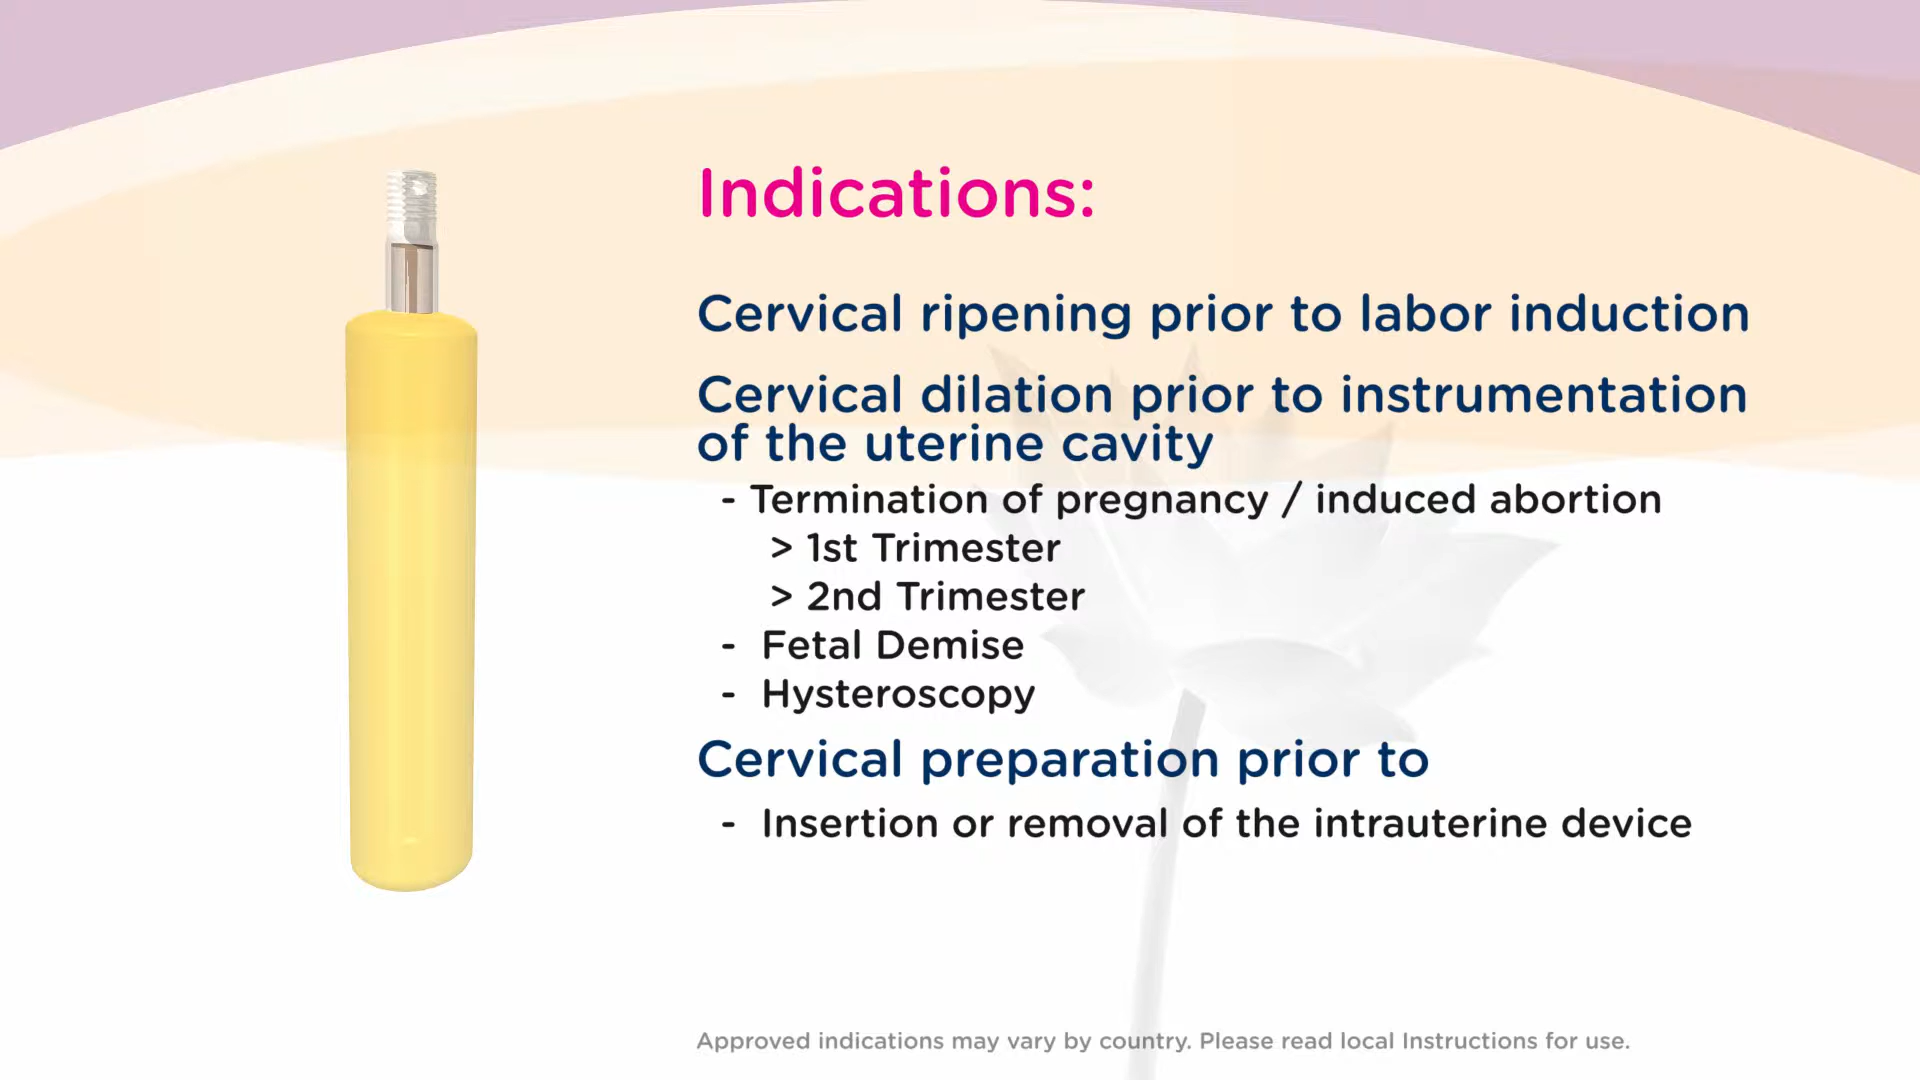 Indications:
Cervical ripening prior to labor induction
Cervical dilation prior to instrumentation
of the uterine cavity
- Termination of pregnancy / induced abortion
> 1st Trimester
> 2nd Trimester
- Fetal Demise
- Hysteroscopy
Cervical preparation prior to
- Insertion or removal of the intrauterine device
Approved indications may vary by country. Please read local Instructions for use.